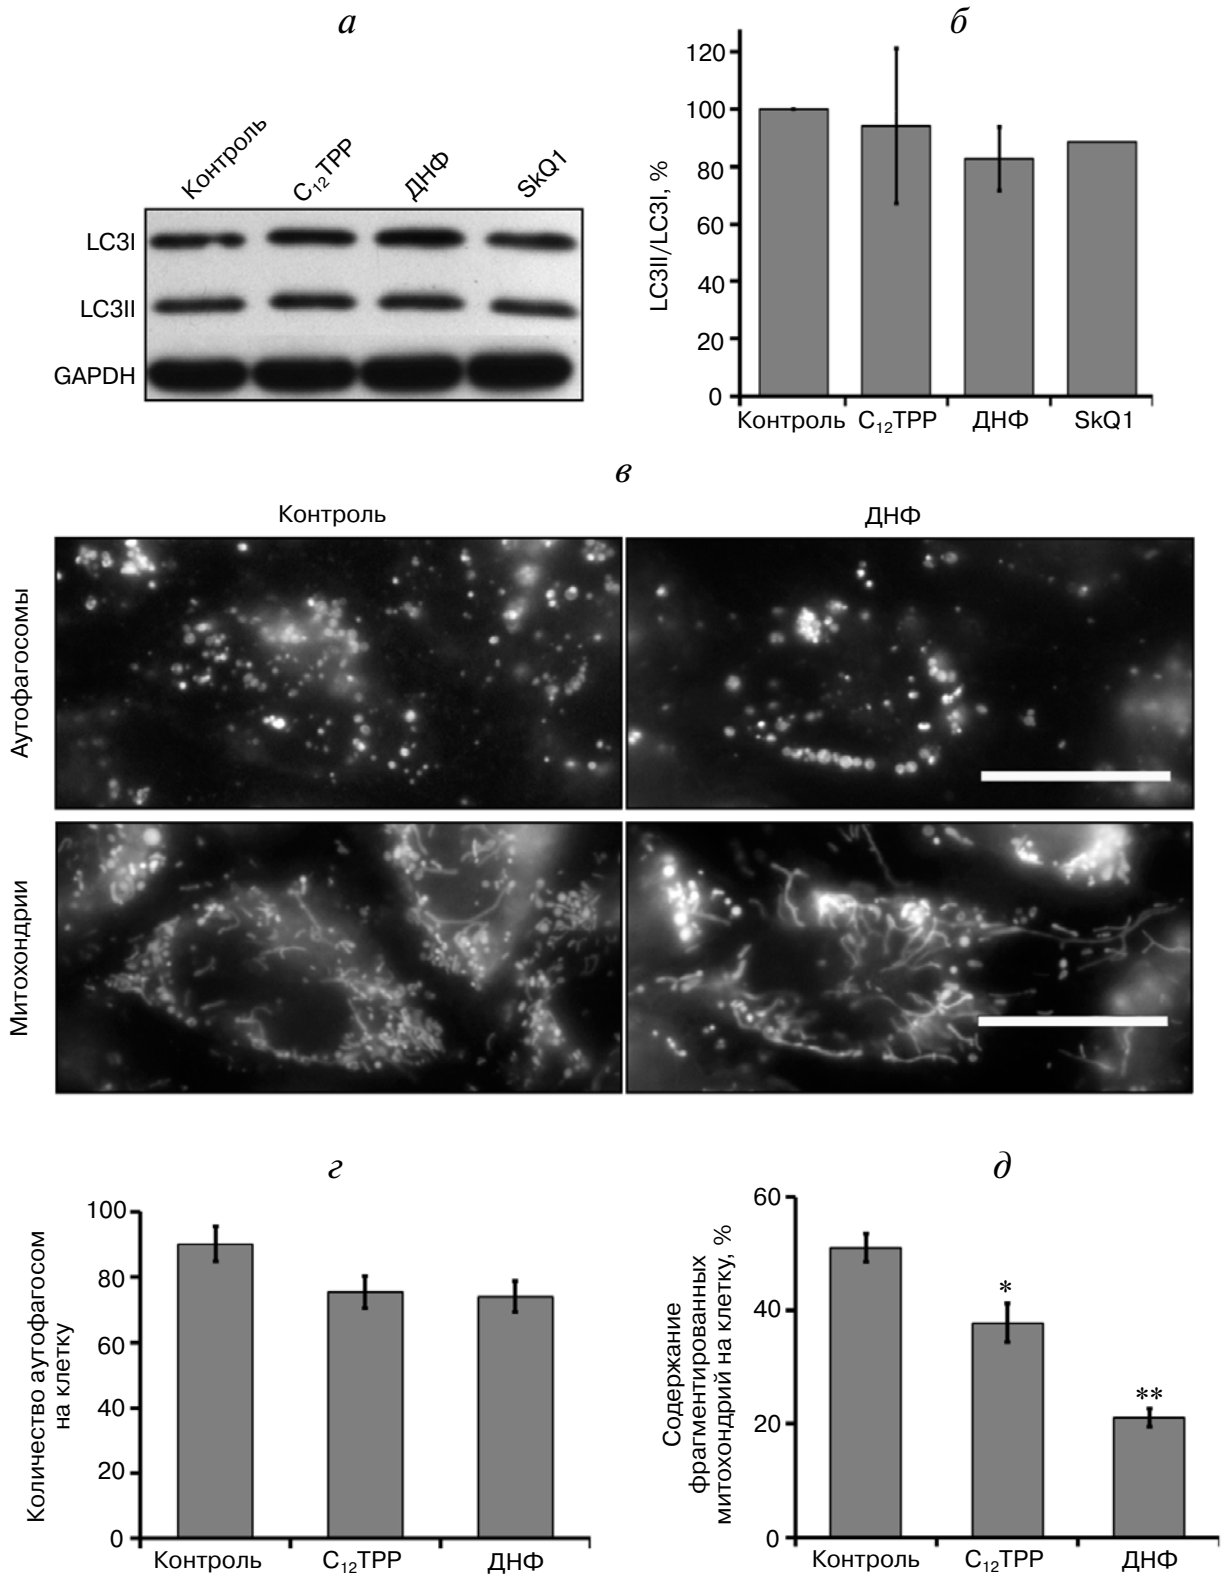 а
Контроль
C₁₂TPP
ДНФ
SkQ1
LC3I
LC3II
GAPDH
б
LC3II/LC3I, %
120
100
80
60
40
20
0
Контроль
C₁₂TPP
ДНФ
SkQ1
в
Контроль
ДНФ
Аутофагосомы
Митохондрии
г
Количество аутофагосом
на клетку
100
80
60
40
20
0
Контроль
C₁₂TPP
ДНФ
д
Содержание
фрагментированных
митохондрий на клетку, %
60
40
20
0
*
**
Контроль
C₁₂TPP
ДНФ